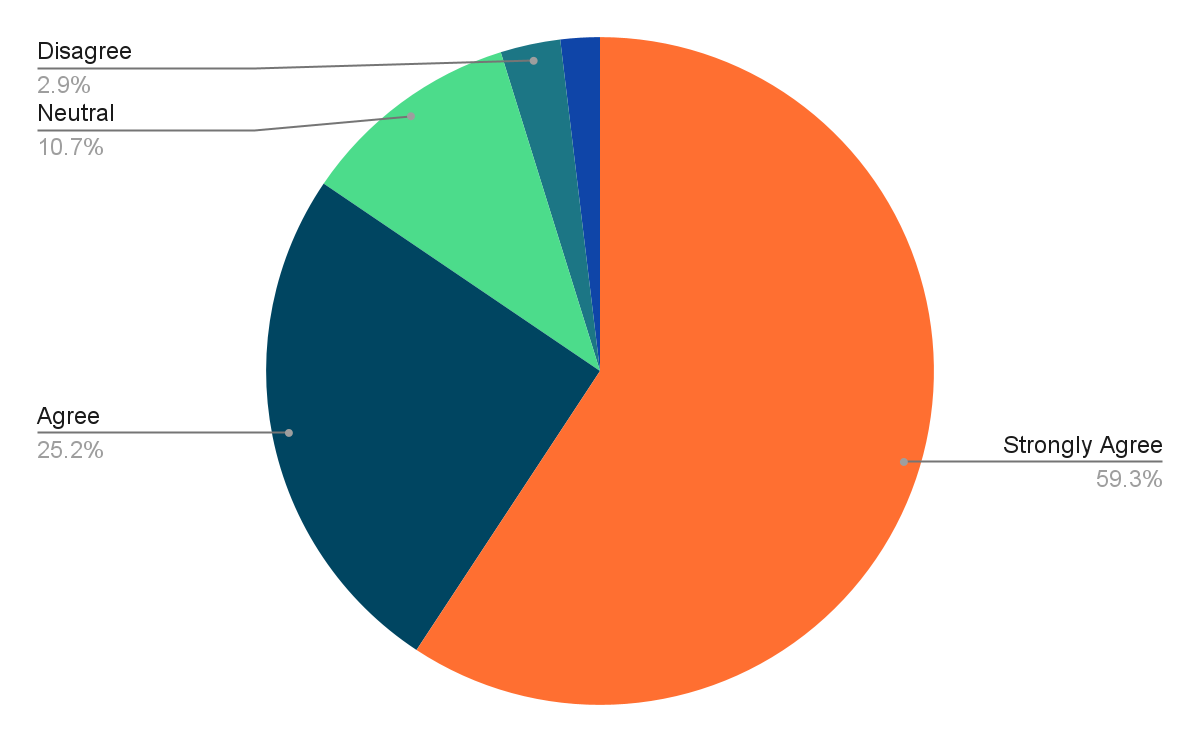 Disagree
2.9%
Neutral
10.7%
Agree
25.2%
Strongly Agree
59.3%